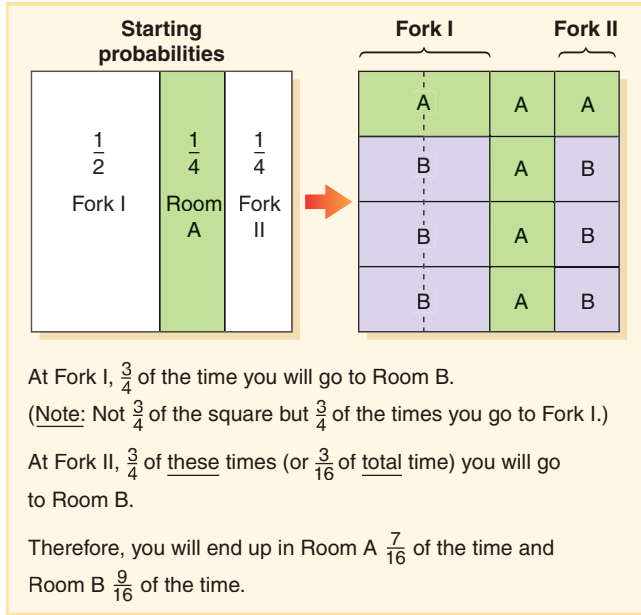 Starting
probabilities
1/2
Fork I
1/4
Room
A
1/4
Fork
II
Fork I
Fork II
A A A
B A B
B A B
B A B
At Fork I, 3/4 of the time you will go to Room B.
(Note: Not 3/4 of the square but 3/4 of the times you go to Fork I.)
At Fork II, 3/4 of these times (or 3/16 of total time) you will go
to Room B.
Therefore, you will end up in Room A 7/16 of the time and
Room B 9/16 of the time.